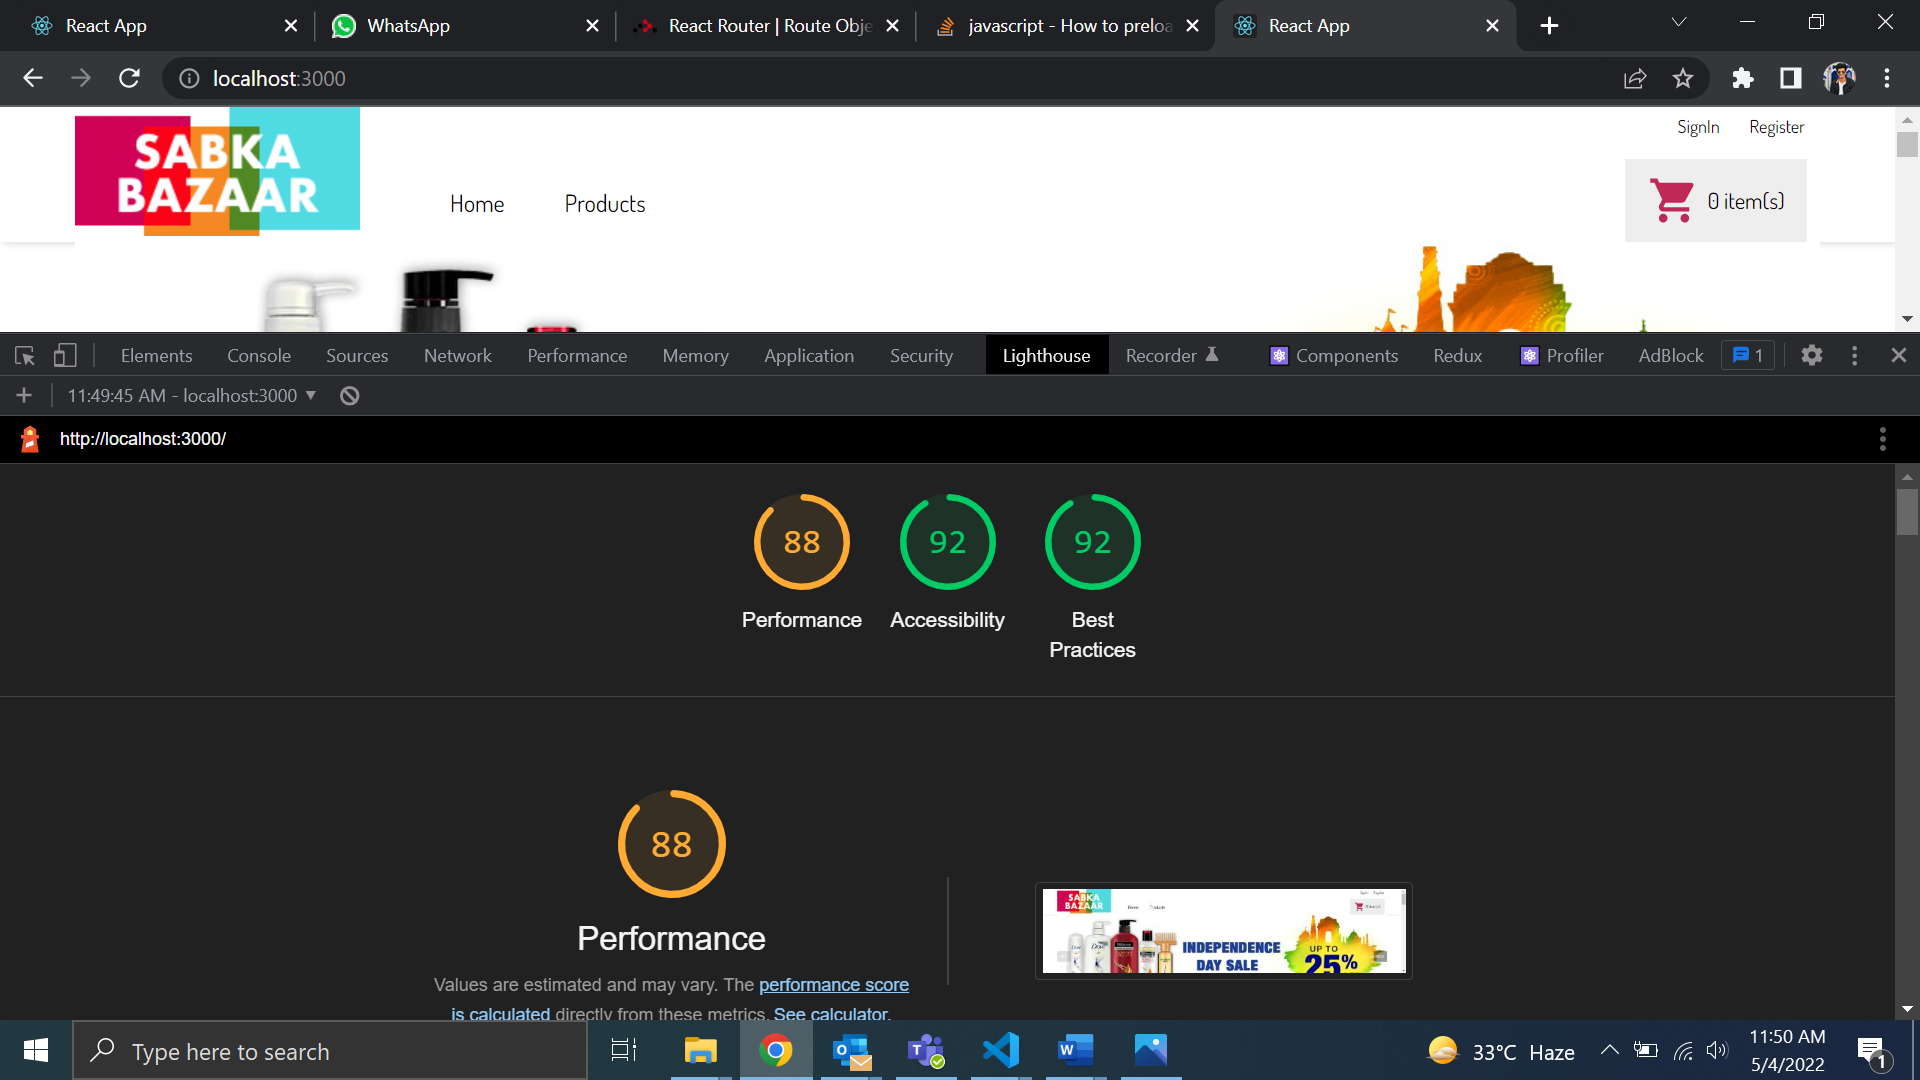 React App
WhatsApp
React Router | Route Obje
javascript - How to preloa
React App
localhost:3000
SABKA
BAZAAR
Home
Products
SignIn
Register
0 item(s)
Elements
Console
Sources
Network
Performance
Memory
Application
Security
Lighthouse
Recorder
Components
Redux
Profiler
AdBlock
1
11:49:45 AM - localhost:3000
http://localhost:3000/
88
92
92
Performance
Accessibility
Best
Practices
88
Performance
Values are estimated and may vary. The performance score
is calculated directly from these metrics. See calculator.
SABKA
BAZAAR
Home
Products
INDEPENDENCE
DAY SALE
UP TO
25%
Type here to search
33°C Haze
11:50 AM
5/4/2022
1